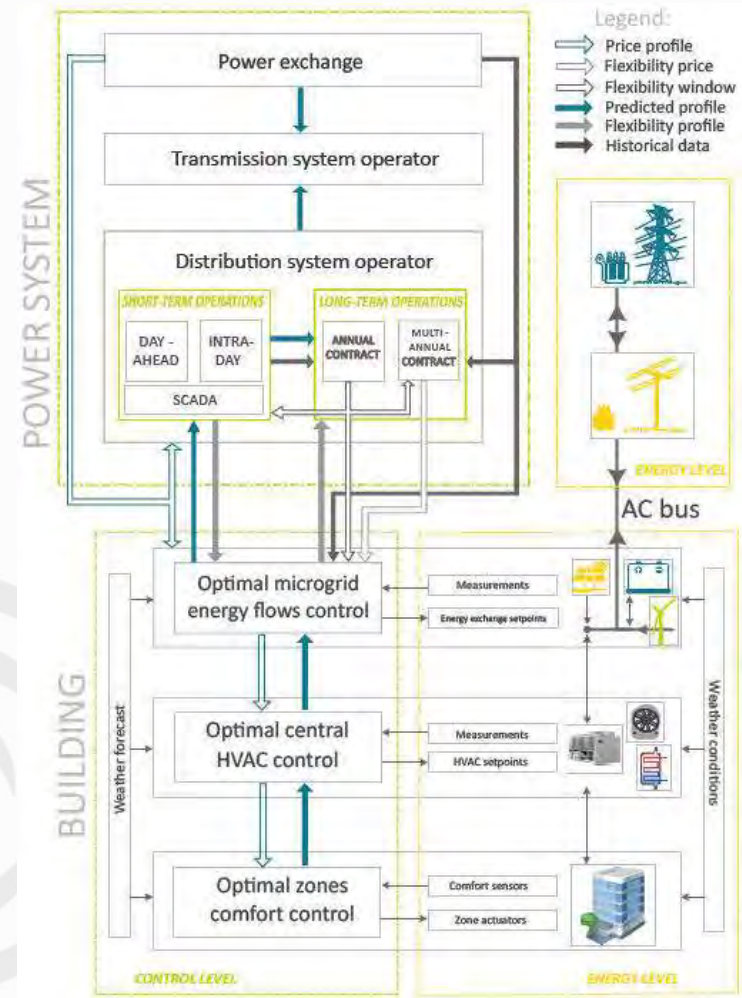 Legend:
Price profile
Flexibility price
Flexibility window
Predicted profile
Flexibility profile
Historical data
POWER SYSTEM
Power exchange
Transmission system operator
Distribution system operator
SHORT-TERM OPERATIONS
LONG-TERM OPERATIONS
DAY -
AHEAD
INTRA-
DAY
SCADA
ANNUAL
CONTRACT
MULTI-
ANNUAL
CONTRACT
ENERGY LEVEL
AC bus
BUILDING
Weather forecast
Optimal microgrid
energy flows control
Measurements
Energy exchange setpoints
Optimal central
HVAC control
Measurements
HVAC setpoints
Optimal zones
comfort control
Comfort sensors
Zone actuators
Weather conditions
CONTROL LEVEL
ENERGY LEVEL